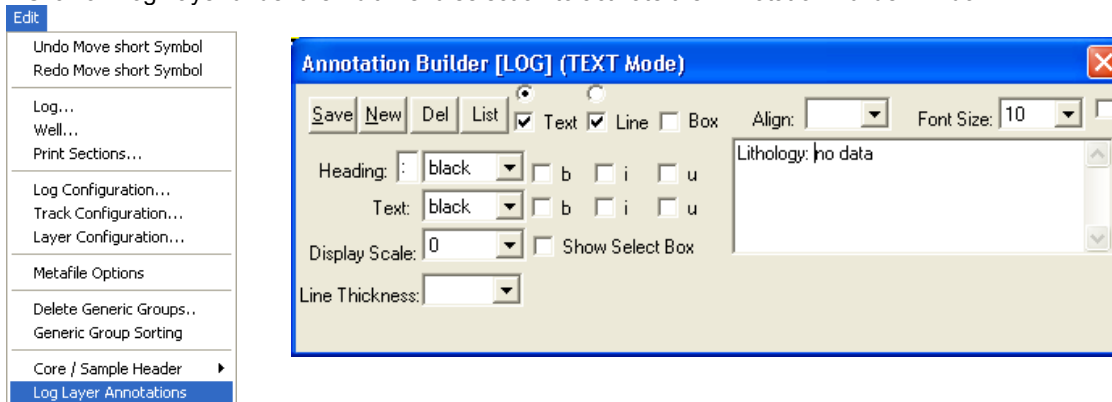 Edit
Undo Move short Symbol
Redo Move short Symbol
Log...
Well...
Print Sections...
Log Configuration...
Track Configuration...
Layer Configuration...
Metafile Options
Delete Generic Groups..
Generic Group Sorting
Core / Sample Header
Log Layer Annotations
Annotation Builder [LOG] (TEXT Mode)
Save New Del List Text Line Box Align: Font Size: 10
Heading: : black b i u
Lithology: no data
Text: black b i u
Display Scale: 0 Show Select Box
Line Thickness: